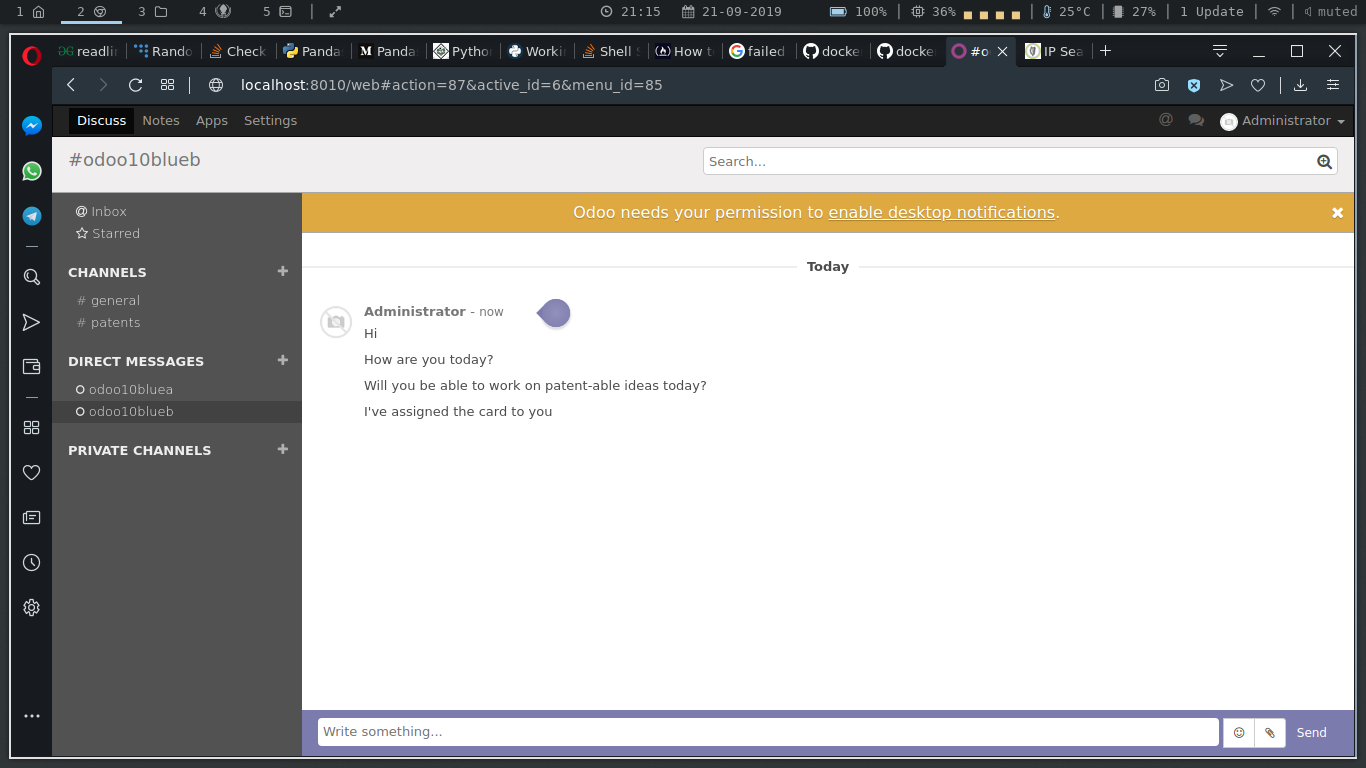 1 2 3 4 5 21:15 21-09-2019 100% 36% 25°C 27% 1 Update muted
readli Rando Check Panda Panda Pytho Worki Shell How t failed docke docke #o IP Sea
localhost:8010/web#action=87&active_id=6&menu_id=85
Discuss Notes Apps Settings @ Administrator
#odoo10blueb
Search...
Inbox
Starred
CHANNELS
# general
# patents
DIRECT MESSAGES
odoo10bluea
odoo10blueb
PRIVATE CHANNELS
Odoo needs your permission to enable desktop notifications.
Today
Administrator - now
Hi
How are you today?
Will you be able to work on patent-able ideas today?
I've assigned the card to you
Write something...
Send